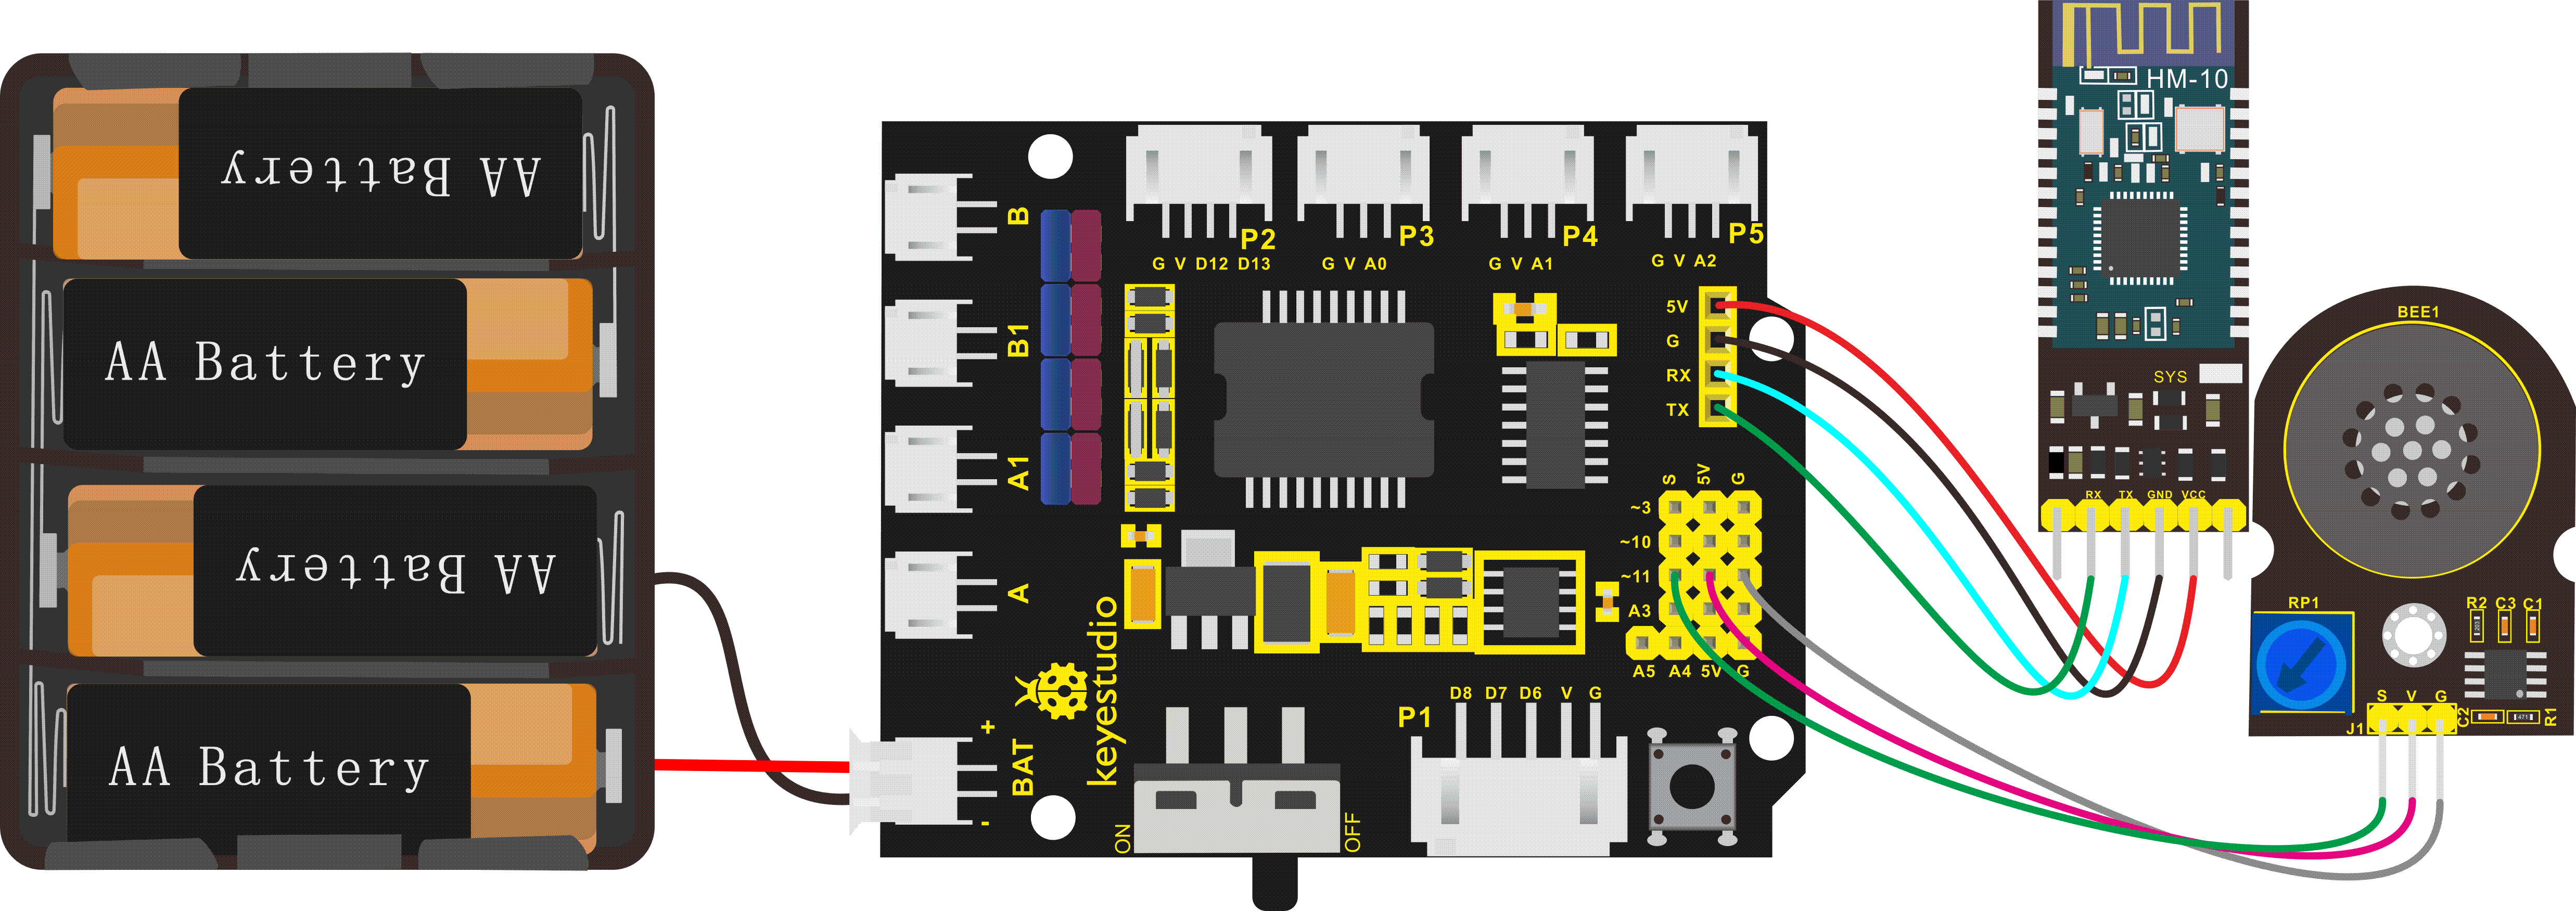 AA Battery
AA Battery
AA Battery
AA Battery
B
B1
A1
A
BAT
+
-
keyestudio
P2
G V D12 D13
P3
G V A0
P4
G V A1
P5
G V A2
5V
G
RX
TX
S 5V G
~3
~10
~11
A3
A5 A4 5V G
P1
D8 D7 D6 V G
ON
OFF
HM-10
SYS
RX TX GND VCC
BEE1
RP1
R2 C3 C1
S V G
J1
C2
R1
471